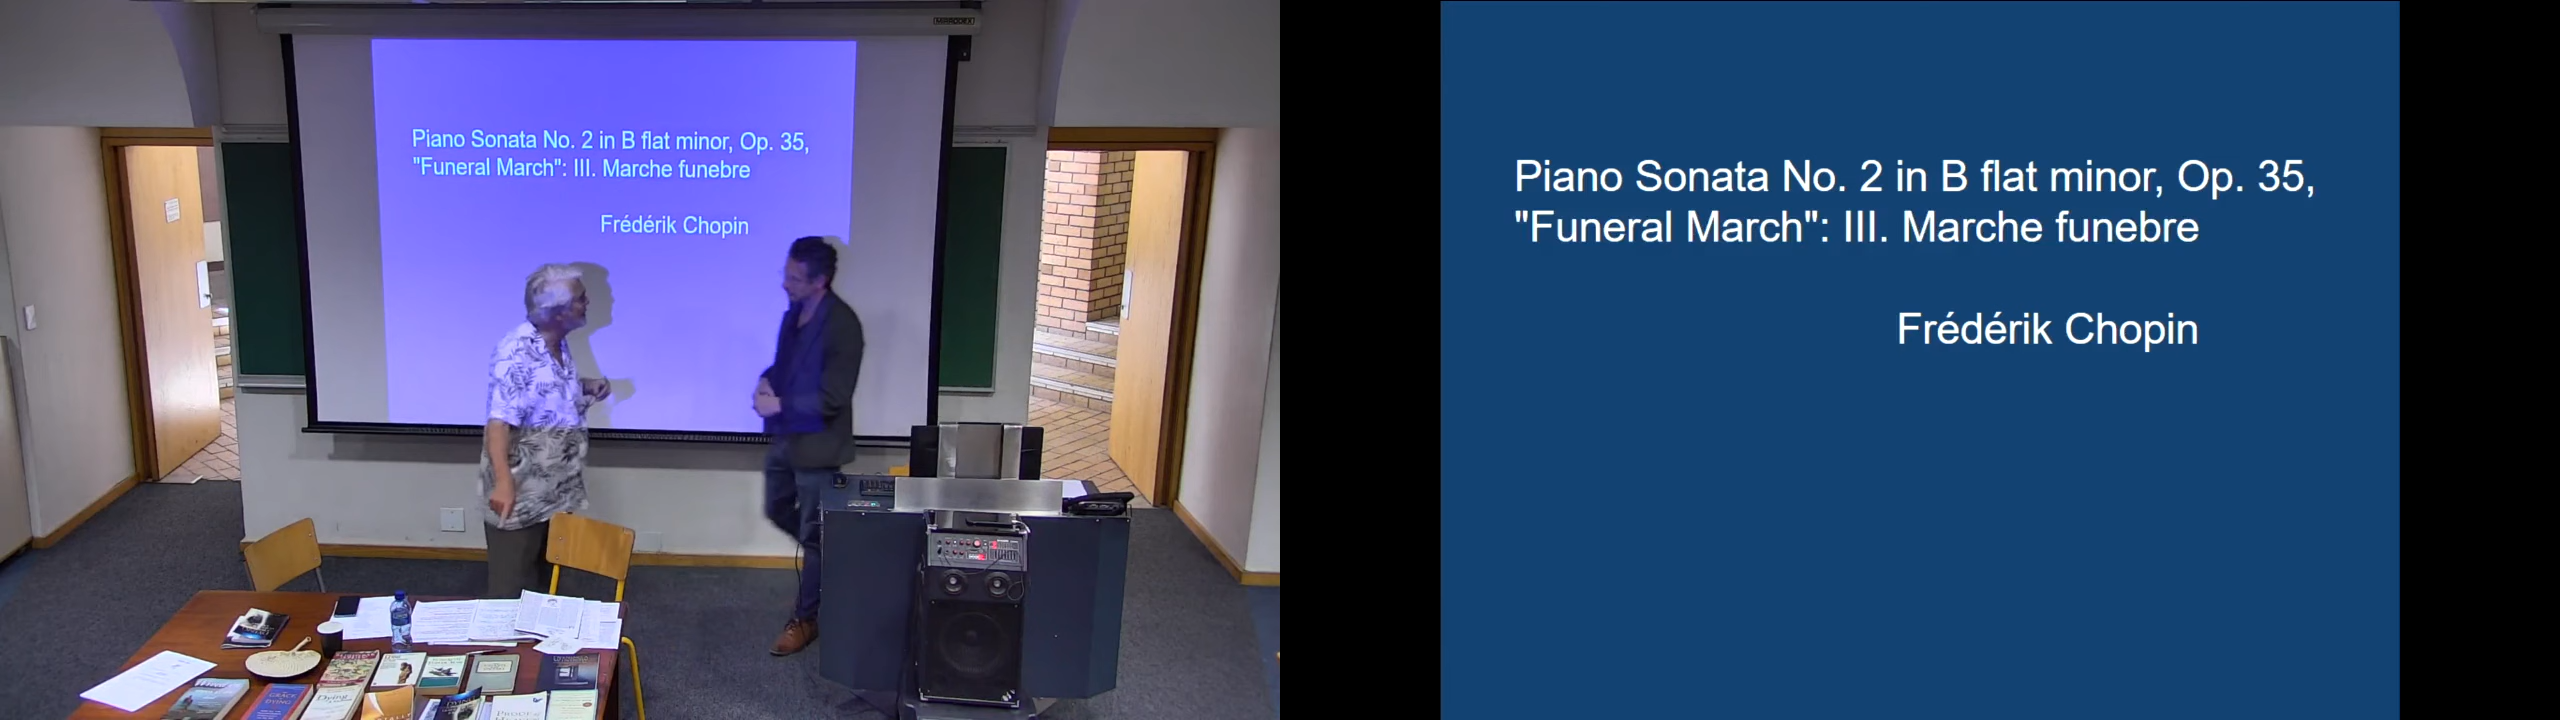 Piano Sonata No. 2 in B flat minor, Op. 35,
"Funeral March": III. Marche funebre
Frédérik Chopin
Piano Sonata No. 2 in B flat minor, Op. 35,
"Funeral March": III. Marche funebre
Frédérik Chopin